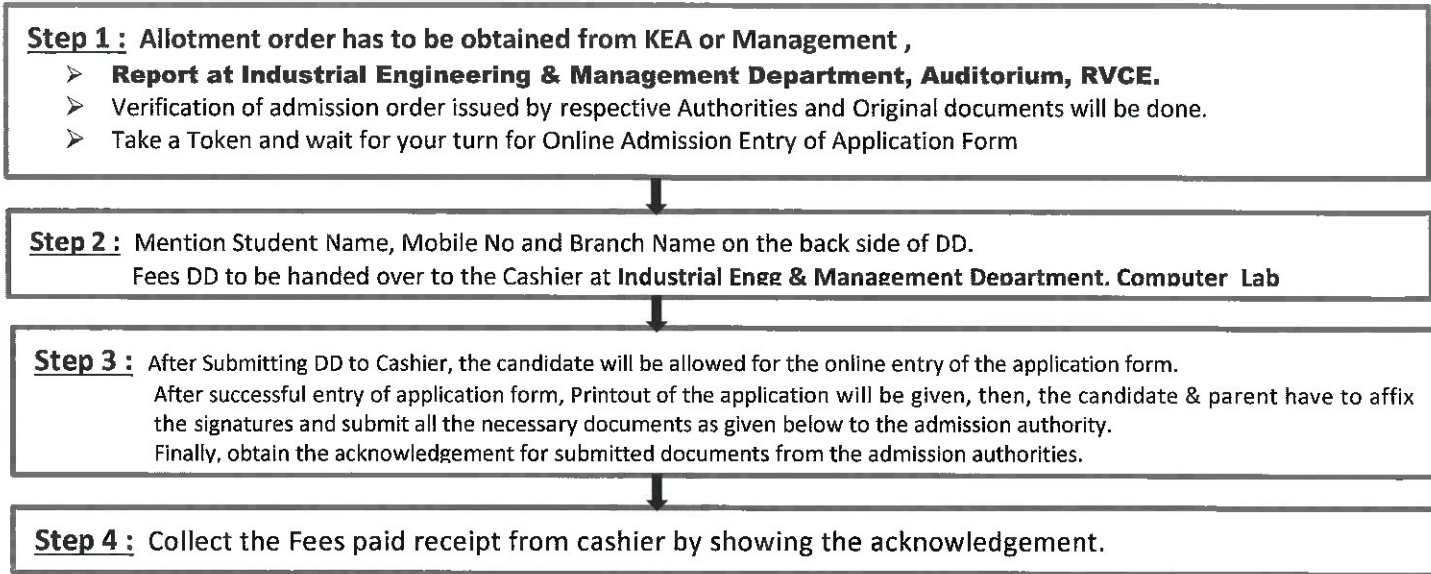 Step 1 : Allotment order has to be obtained from KEA or Management ,
➢ Report at Industrial Engineering & Management Department, Auditorium, RVCE.
➢ Verification of admission order issued by respective Authorities and Original documents will be done.
➢ Take a Token and wait for your turn for Online Admission Entry of Application Form
Step 2 : Mention Student Name, Mobile No and Branch Name on the back side of DD.
Fees DD to be handed over to the Cashier at Industrial Engg & Management Department. Computer Lab
Step 3 : After Submitting DD to Cashier, the candidate will be allowed for the online entry of the application form.
After successful entry of application form, Printout of the application will be given, then, the candidate & parent have to affix
the signatures and submit all the necessary documents as given below to the admission authority.
Finally, obtain the acknowledgement for submitted documents from the admission authorities.
Step 4 : Collect the Fees paid receipt from cashier by showing the acknowledgement.